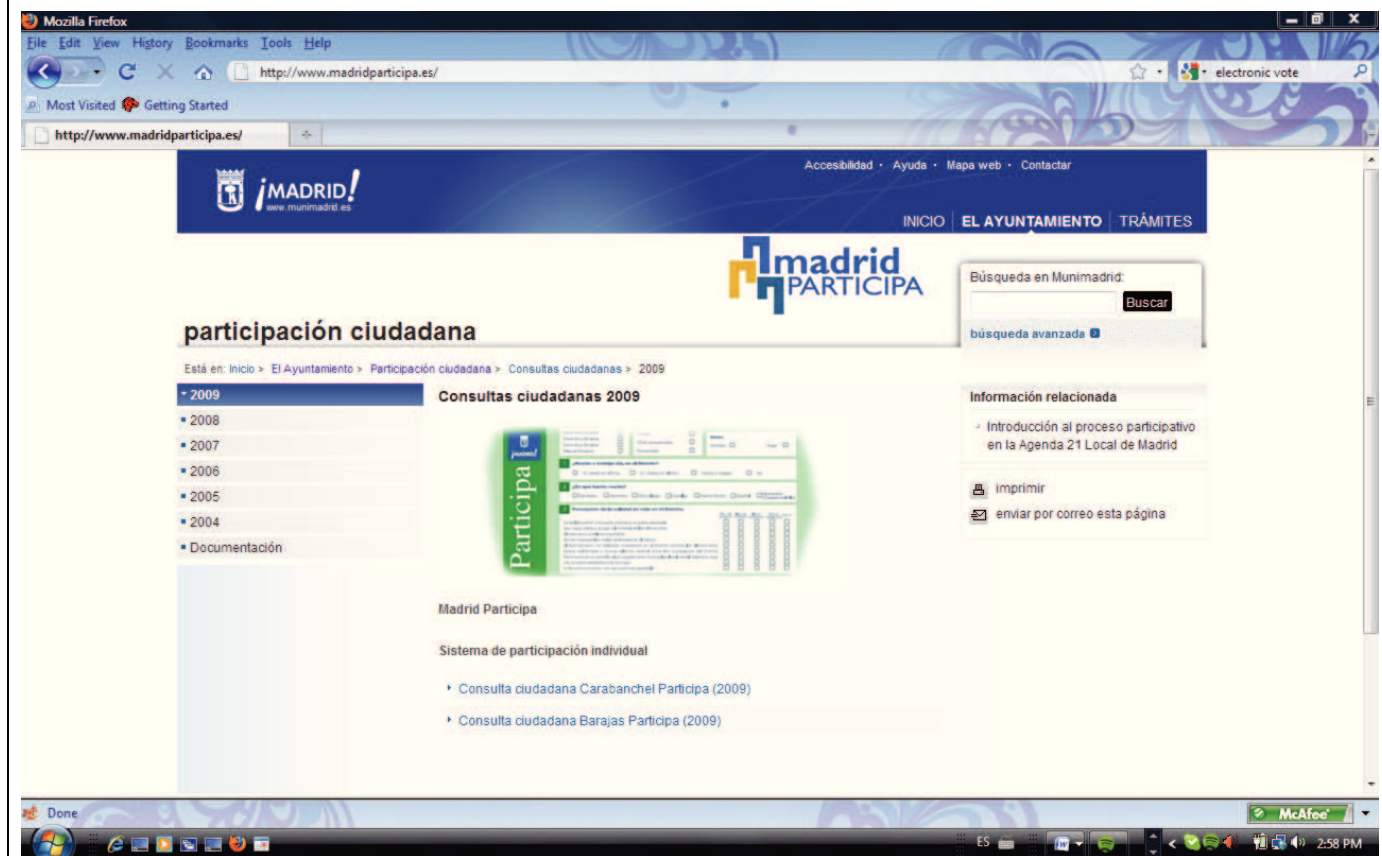 Mozilla Firefox
File Edit View History Bookmarks Tools Help
http://www.madridparticipa.es/
electronic vote
Most Visited Getting Started
http://www.madridparticipa.es/
Accesibilidad · Ayuda · Mapa web · Contactar
¡MADRID!
www.munimadrid.es
INICIO EL AYUNTAMIENTO TRÁMITES
madrid
PARTICIPA
Búsqueda en Munimadrid:
Buscar
búsqueda avanzada
participación ciudadana
Está en: Inicio > El Ayuntamiento > Participación ciudadana > Consultas ciudadanas > 2009
2009
2008
2007
2006
2005
2004
Documentación
Consultas ciudadanas 2009
Participa
Madrid Participa
Sistema de participación individual
Consulta ciudadana Carabanchel Participa (2009)
Consulta ciudadana Barajas Participa (2009)
Información relacionada
Introducción al proceso participativo
en la Agenda 21 Local de Madrid
imprimir
enviar por correo esta página
Done
McAfee
ES
2:58 PM